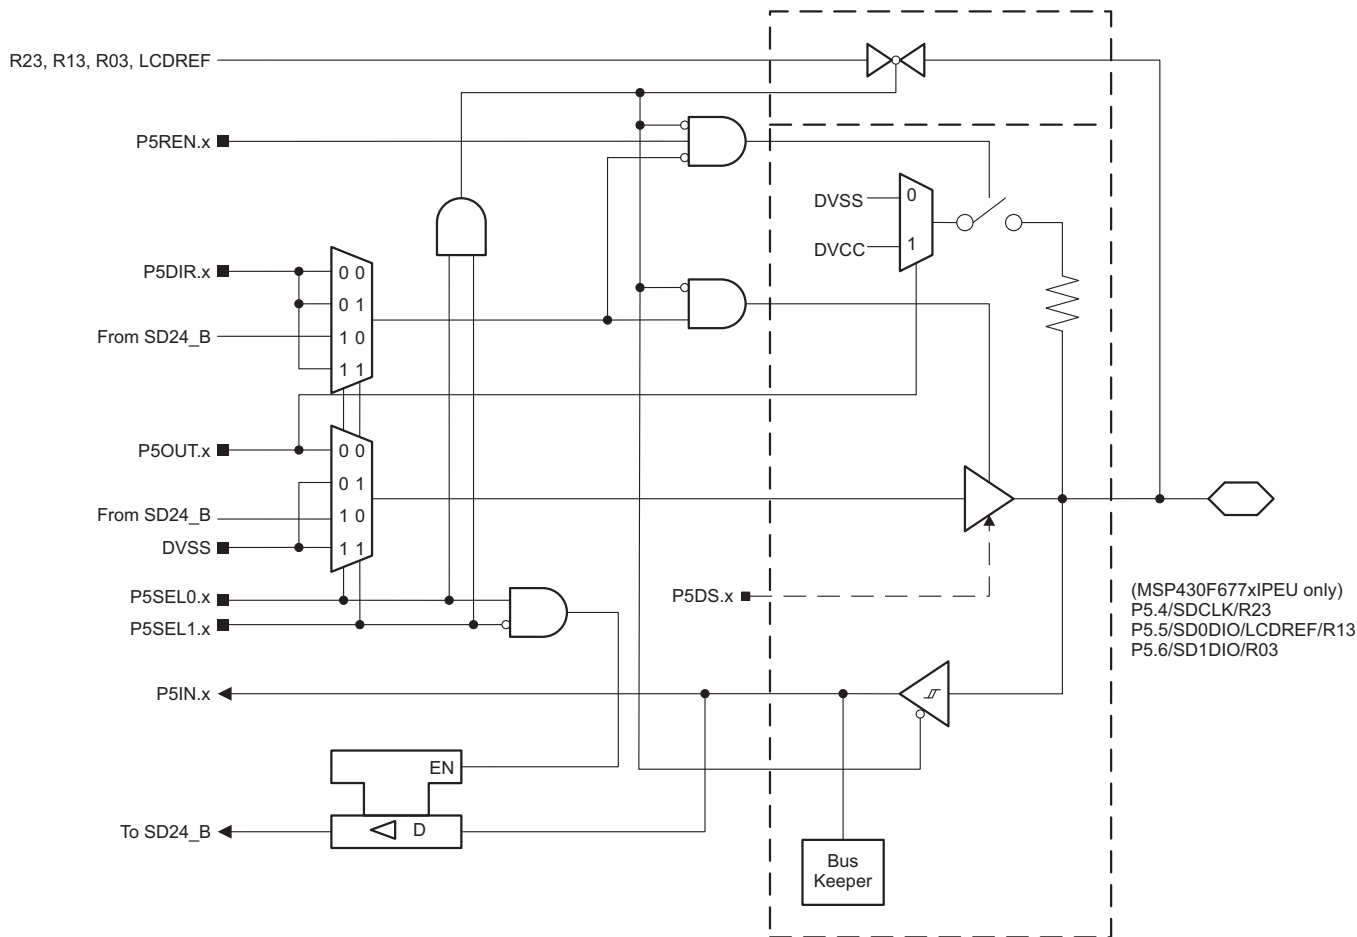 R23, R13, R03, LCDREF
P5REN.x
DVSS
0
DVCC
1
P5DIR.x
0 0
0 1
From SD24_B
1 0
1 1
P5OUT.x
0 0
0 1
From SD24_B
1 0
DVSS
1 1
P5SEL0.x
P5SEL1.x
P5DS.x
(MSP430F677xIPEU only)
P5.4/SDCLK/R23
P5.5/SD0DIO/LCDREF/R13
P5.6/SD1DIO/R03
P5IN.x
EN
To SD24_B
D
Bus
Keeper